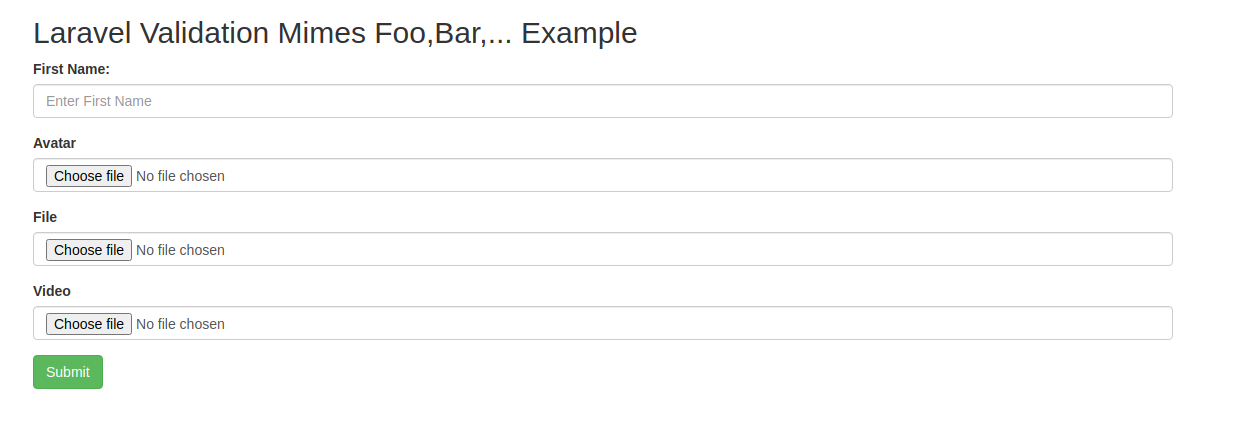 Laravel Validation Mimes Foo,Bar,... Example
First Name:
Enter First Name
Avatar
Choose file No file chosen
File
Choose file No file chosen
Video
Choose file No file chosen
Submit